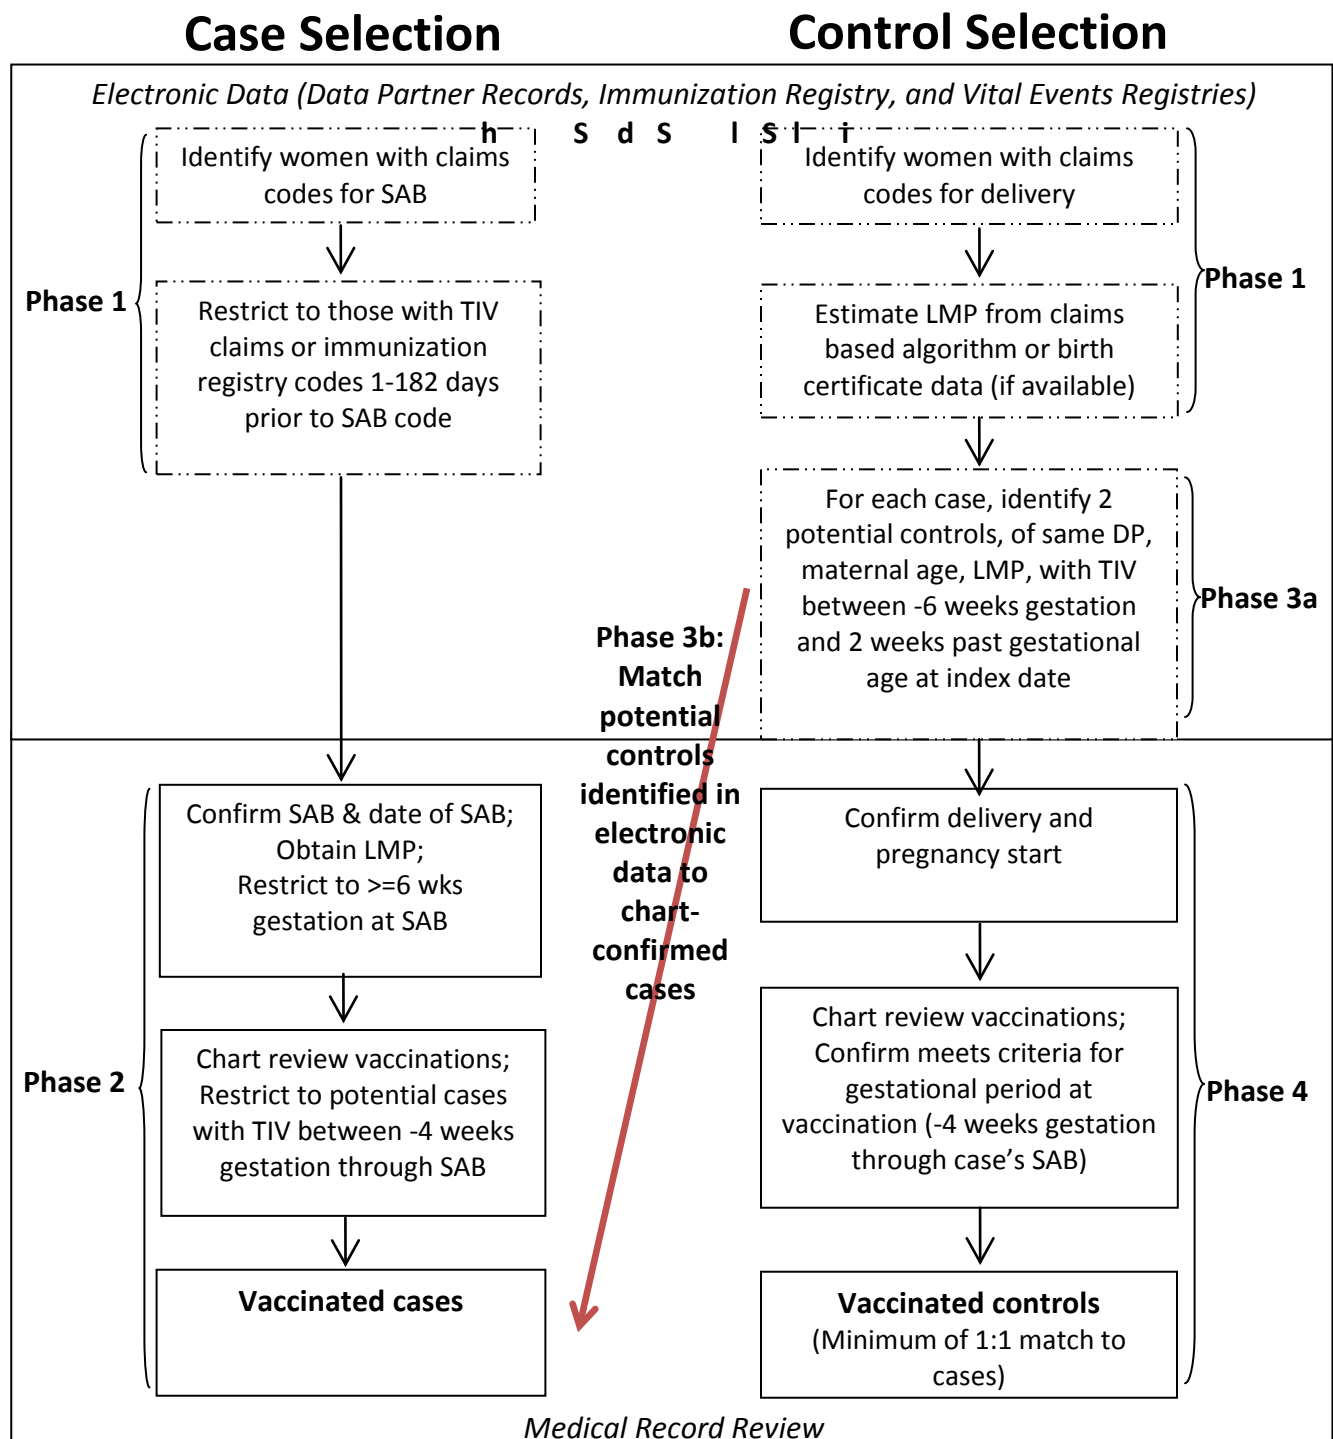 Case Selection
Control Selection
Electronic Data (Data Partner Records, Immunization Registry, and Vital Events Registries)
Phase 1
Identify women with claims
codes for SAB
Restrict to those with TIV
claims or immunization
registry codes 1-182 days
prior to SAB code
Identify women with claims
codes for delivery
Estimate LMP from claims
based algorithm or birth
certificate data (if available)
Phase 1
For each case, identify 2
potential controls, of same DP,
maternal age, LMP, with TIV
between -6 weeks gestation
and 2 weeks past gestational
age at index date
Phase 3a
Phase 3b:
Match
potential
controls
identified in
electronic
data to
chart-
confirmed
cases
Phase 2
Confirm SAB & date of SAB;
Obtain LMP;
Restrict to >=6 wks
gestation at SAB
Chart review vaccinations;
Restrict to potential cases
with TIV between -4 weeks
gestation through SAB
Vaccinated cases
Confirm delivery and
pregnancy start
Chart review vaccinations;
Confirm meets criteria for
gestational period at
vaccination (-4 weeks gestation
through case's SAB)
Vaccinated controls
(Minimum of 1:1 match to
cases)
Phase 4
Medical Record Review